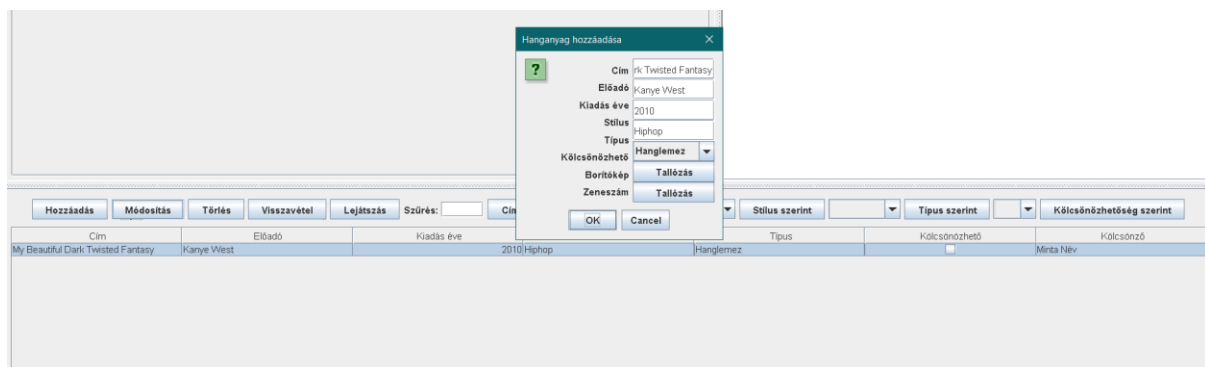 Hanganyag hozzáadása
?
Cím rk Twisted Fantasy
Előadó Kanye West
Kiadás éve 2010
Stílus Hiphop
Típus Hanglemez
Kölcsönözhető
Borítókép Tallózás
Zeneszám Tallózás
OK Cancel
Hozzáadás Módosítás Törlés Visszavétel Lejátszás Szűrés: Cím Stílus szerint Típus szerint Kölcsönözhetőség szerint
Cím Előadó Kiadás éve Típus Kölcsönözhető Kölcsönző
My Beautiful Dark Twisted Fantasy Kanye West 2010 Hiphop Hanglemez Minta Név